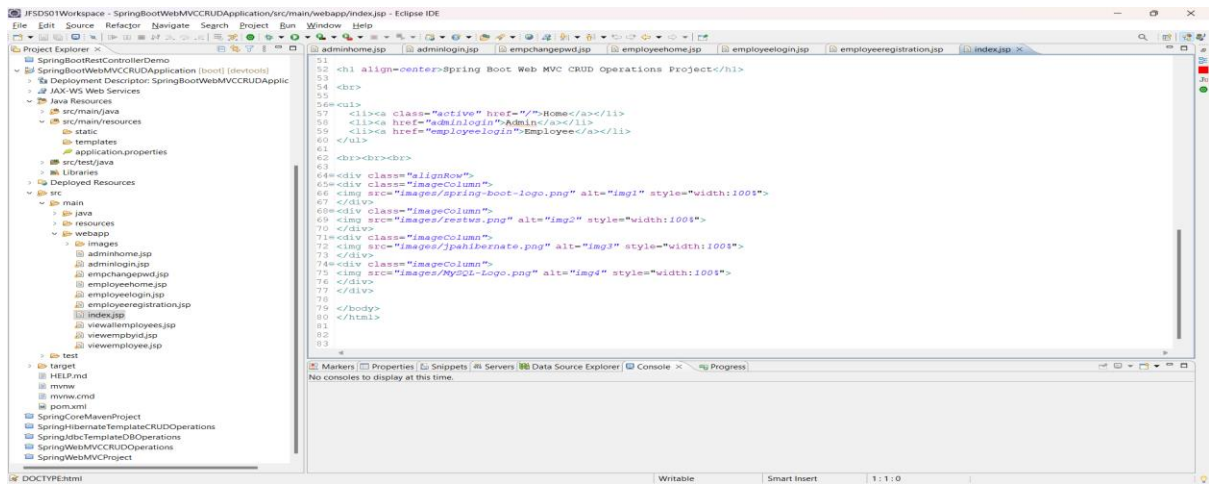 JFSDS01Workspace - SpringBootWebMVCCRUDApplication/src/main/webapp/index.jsp - Eclipse IDE
File Edit Source Refactor Navigate Search Project Run Window Help
Project Explorer
SpringBootRestControllerDemo
SpringBootWebMVCCRUDApplication [boot] [devtools]
Deployment Descriptor: SpringBootWebMVCCRUDApplic
JAX-WS Web Services
Java Resources
src/main/java
src/main/resources
static
templates
application.properties
src/test/java
Libraries
Deployed Resources
src
main
java
resources
webapp
images
adminhome.jsp
adminlogin.jsp
empchangepwd.jsp
employeehome.jsp
employeelogin.jsp
employeeregistration.jsp
index.jsp
viewallemployees.jsp
viewempbyid.jsp
viewemployee.jsp
test
target
HELP.md
mvnw
mvnw.cmd
pom.xml
SpringCoreMavenProject
SpringHibernateTemplateCRUDOperations
SpringJdbcTemplateDBOperations
SpringWebMVCCRUDOperations
SpringWebMVCProject
adminhome.jsp adminlogin.jsp empchangepwd.jsp employeehome.jsp employeelogin.jsp employeeregistration.jsp index.jsp
51
52 <h1 align=center>Spring Boot Web MVC CRUD Operations Project</h1>
53
54 <br>
55
56 <ul>
57 <li><a class="active" href="/">Home</a></li>
58 <li><a href="adminlogin">Admin</a></li>
59 <li><a href="employeelogin">Employee</a></li>
60 </ul>
61
62 <br><br><br>
63
64 <div class="alignRow">
65 <div class="imageColumn">
66 <img src="images/spring-boot-logo.png" alt="img1" style="width:100%">
67 </div>
68 <div class="imageColumn">
69 <img src="images/restws.png" alt="img2" style="width:100%">
70 </div>
71 <div class="imageColumn">
72 <img src="images/jpahibernate.png" alt="img3" style="width:100%">
73 </div>
74 <div class="imageColumn">
75 <img src="images/MySQL-Logo.png" alt="img4" style="width:100%">
76 </div>
77 </div>
78
79 </body>
80 </html>
81
82
83
Markers Properties Snippets Servers Data Source Explorer Console Progress
No consoles to display at this time.
DOCTYPE:html Writable Smart Insert 1:1:0